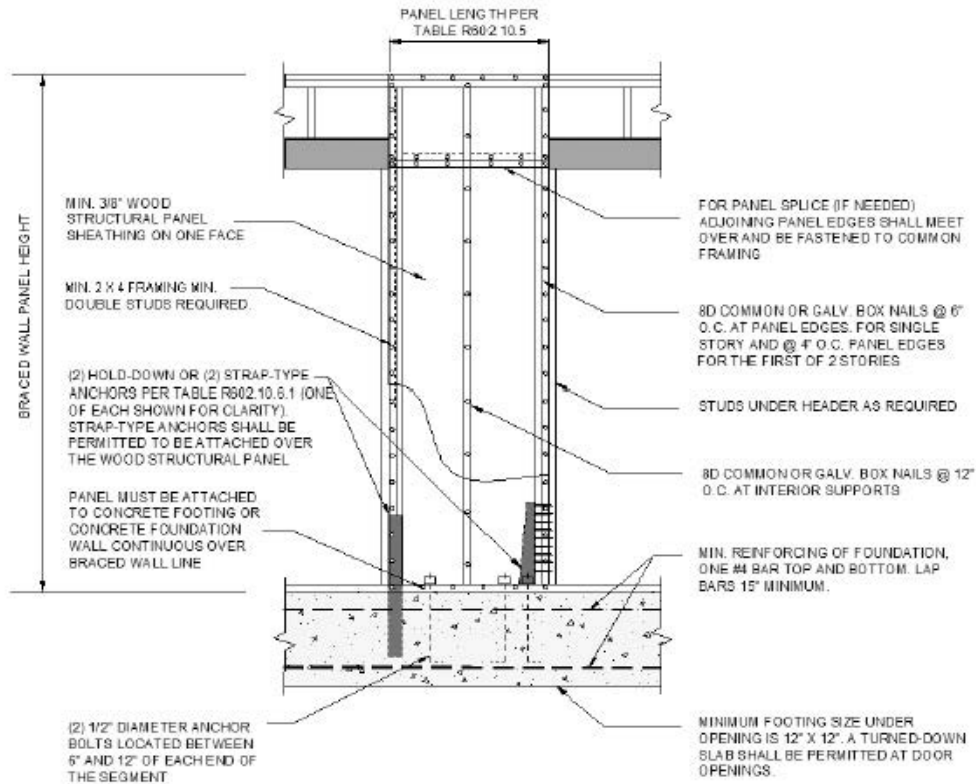 PANEL LENGTH PER
TABLE R602.10.5
BRACED WALL PANEL HEIGHT
MIN. 3/8" WOOD
STRUCTURAL PANEL
SHEATHING ON ONE FACE
MIN. 2 X 4 FRAMING MIN.
DOUBLE STUDS REQUIRED.
(2) HOLD-DOWN OR (2) STRAP-TYPE
ANCHORS PER TABLE R602.10.6.1 (ONE
OF EACH SHOWN FOR CLARITY).
STRAP-TYPE ANCHORS SHALL BE
PERMITTED TO BE ATTACHED OVER
THE WOOD STRUCTURAL PANEL
PANEL MUST BE ATTACHED
TO CONCRETE FOOTING OR
CONCRETE FOUNDATION
WALL CONTINUOUS OVER
BRACED WALL LINE
(2) 1/2" DIAMETER ANCHOR
BOLTS LOCATED BETWEEN
6" AND 12" OF EACH END OF
THE SEGMENT
FOR PANEL SPLICE (IF NEEDED)
ADJOINING PANEL EDGES SHALL MEET
OVER AND BE FASTENED TO COMMON
FRAMING
8D COMMON OR GALV. BOX NAILS @ 6"
O.C. AT PANEL EDGES. FOR SINGLE
STORY AND @ 4" O.C. PANEL EDGES
FOR THE FIRST OF 2 STORIES
STUDS UNDER HEADER AS REQUIRED
8D COMMON OR GALV. BOX NAILS @ 12"
O.C. AT INTERIOR SUPPORTS
MIN. REINFORCING OF FOUNDATION,
ONE #4 BAR TOP AND BOTTOM. LAP
BARS 15" MINIMUM.
MINIMUM FOOTING SIZE UNDER
OPENING IS 12" X 12". A TURNED-DOWN
SLAB SHALL BE PERMITTED AT DOOR
OPENINGS.